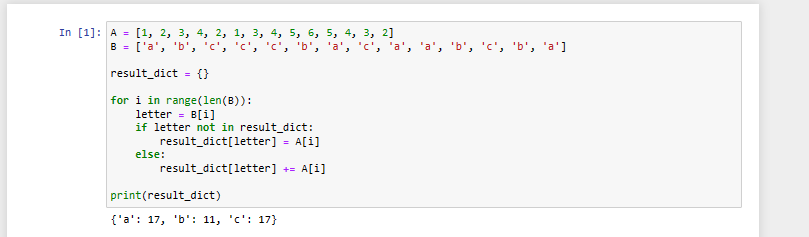 In [1]: A = [1, 2, 3, 4, 2, 1, 3, 4, 5, 6, 5, 4, 3, 2]
B = ['a', 'b', 'c', 'c', 'c', 'b', 'a', 'c', 'a', 'a', 'b', 'c', 'b', 'a']
result_dict = {}
for i in range(len(B)):
    letter = B[i]
    if letter not in result_dict:
        result_dict[letter] = A[i]
    else:
        result_dict[letter] += A[i]
print(result_dict)
{'a': 17, 'b': 11, 'c': 17}